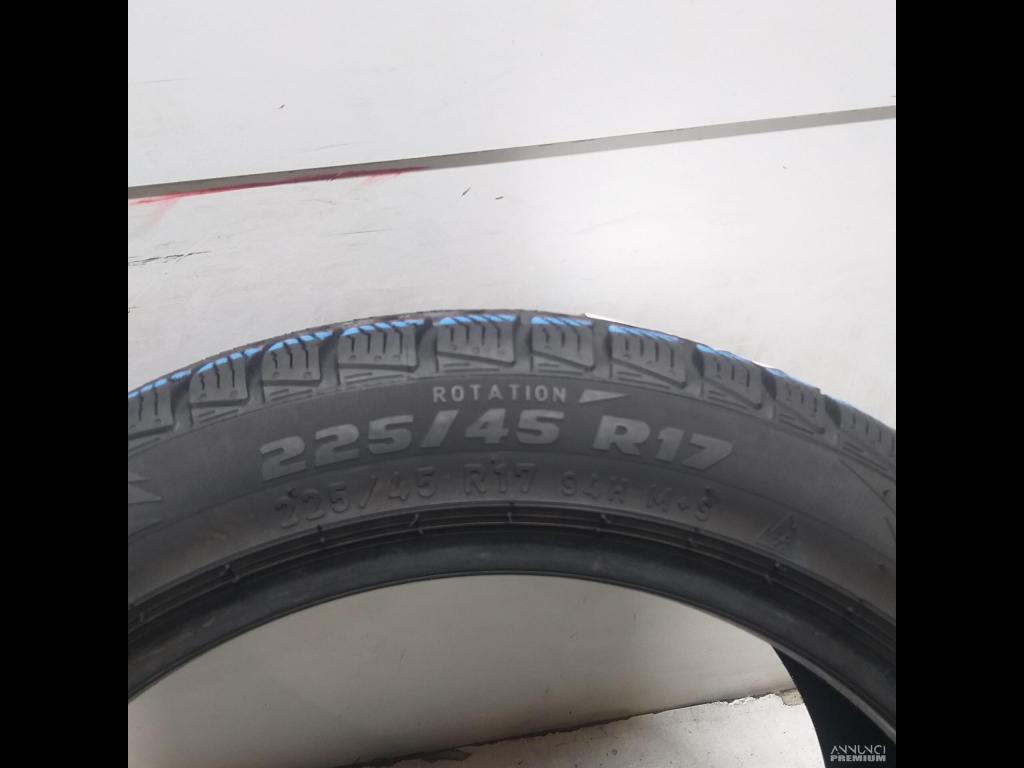 ROTATION
225/45 R17
225/45 R17 94H M+S
ANNUNCI
PREMIUM